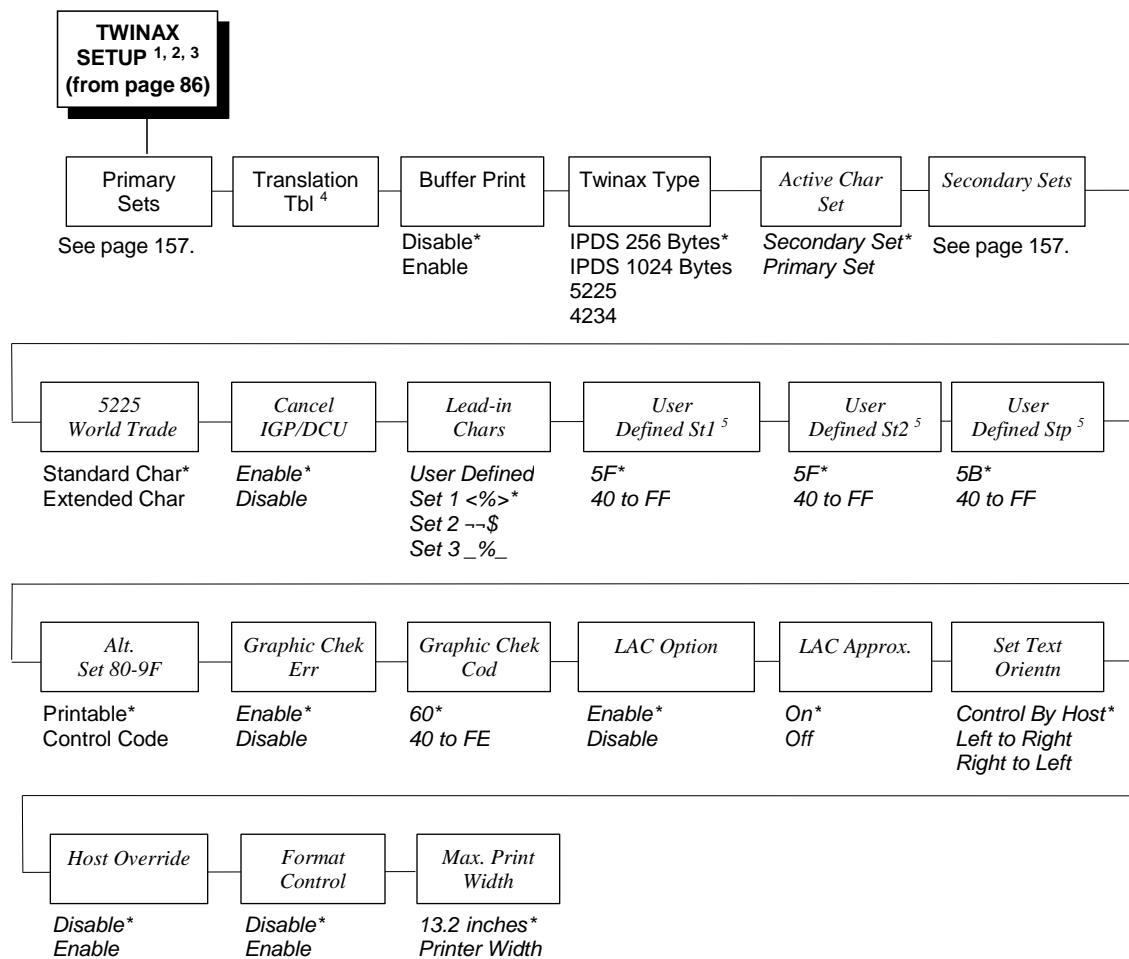 TWINAX
SETUP 1, 2, 3
(from page 86)
Primary
Sets
See page 157.
Translation
Tbl 4
Buffer Print
Disable*
Enable
Twinax Type
IPDS 256 Bytes*
IPDS 1024 Bytes
5225
4234
Active Char
Set
Secondary Set*
Primary Set
Secondary Sets
See page 157.
5225
World Trade
Standard Char*
Extended Char
Cancel
IGP/DCU
Enable*
Disable
Lead-in
Chars
User Defined
Set 1 <%>*
Set 2 ¬¬$
Set 3 _%_
User
Defined St1 5
5F*
40 to FF
User
Defined St2 5
5F*
40 to FF
User
Defined Stp 5
5B*
40 to FF
Alt.
Set 80-9F
Printable*
Control Code
Graphic Chek
Err
Enable*
Disable
Graphic Chek
Cod
60*
40 to FE
LAC Option
Enable*
Disable
LAC Approx.
On*
Off
Set Text
Orientn
Control By Host*
Left to Right
Right to Left
Host Override
Disable*
Enable
Format
Control
Disable*
Enable
Max. Print
Width
13.2 inches*
Printer Width